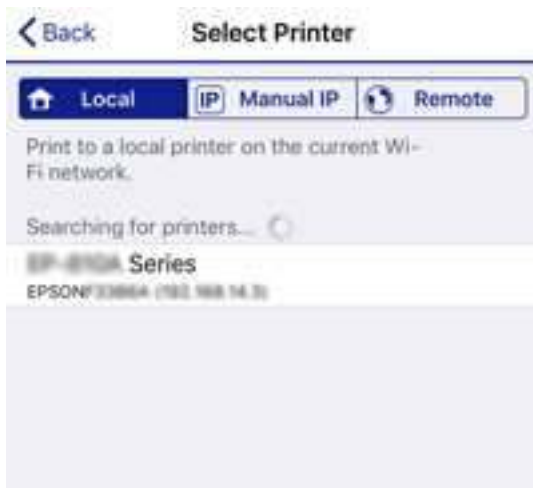 Back Select Printer
Local IP Manual IP Remote
Print to a local printer on the current Wi-
Fi network.
Searching for printers...
Series
EPSON